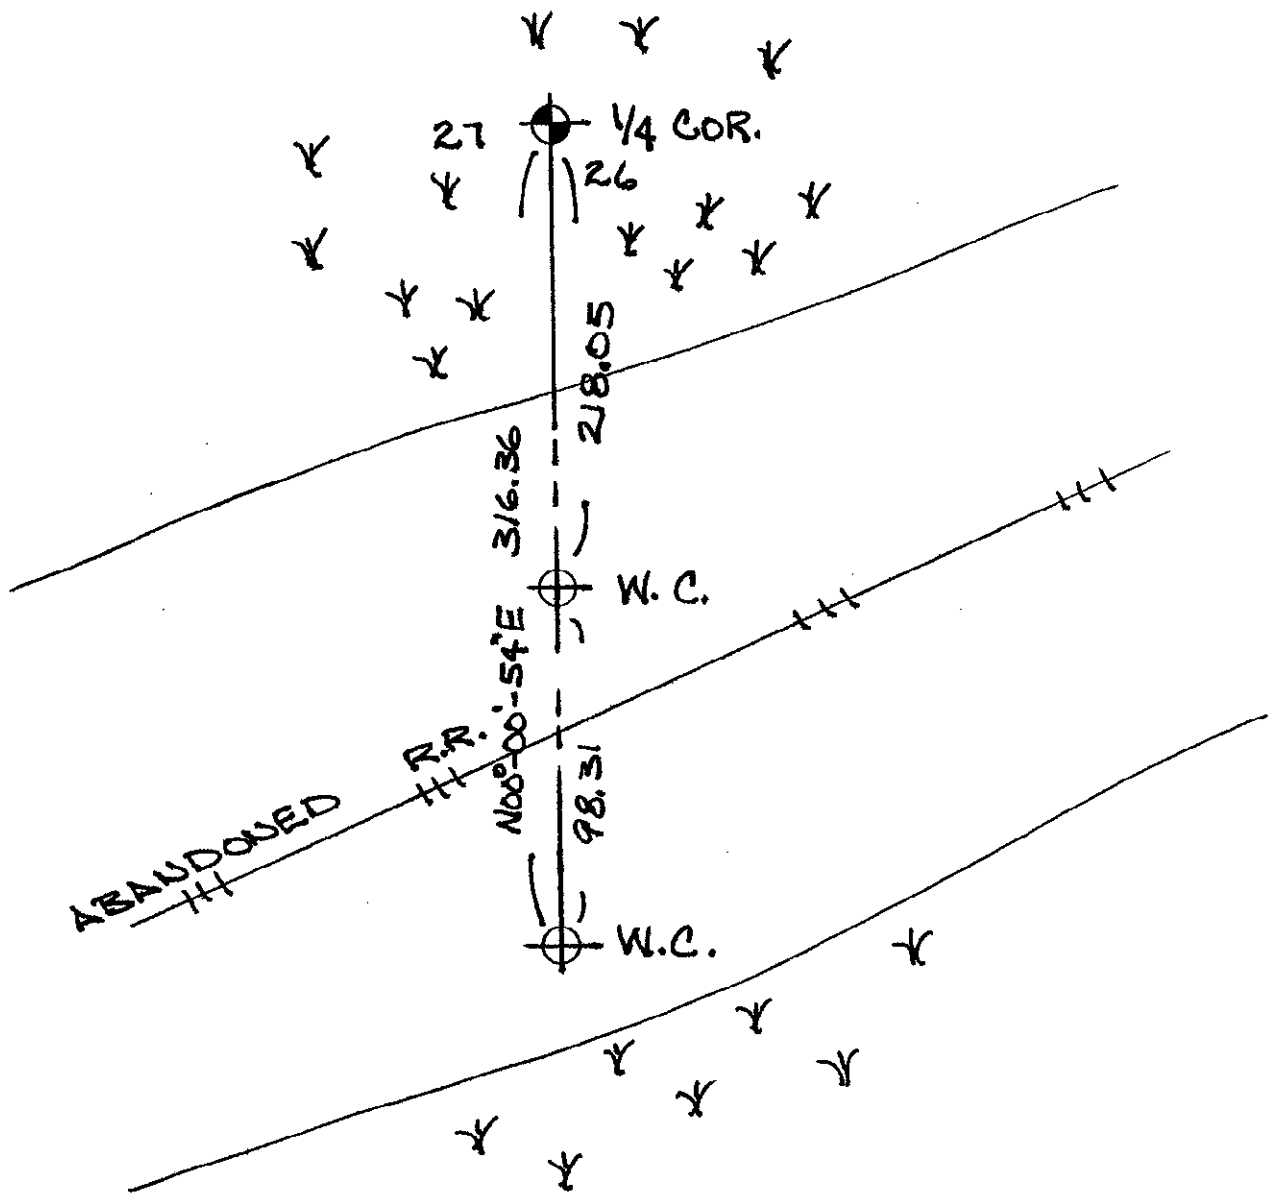 27
1/4 COR.
26
218.05
316.36
W.C.
N00°-00'-54"E
R.R.
98.31
ABANDONED
W.C.